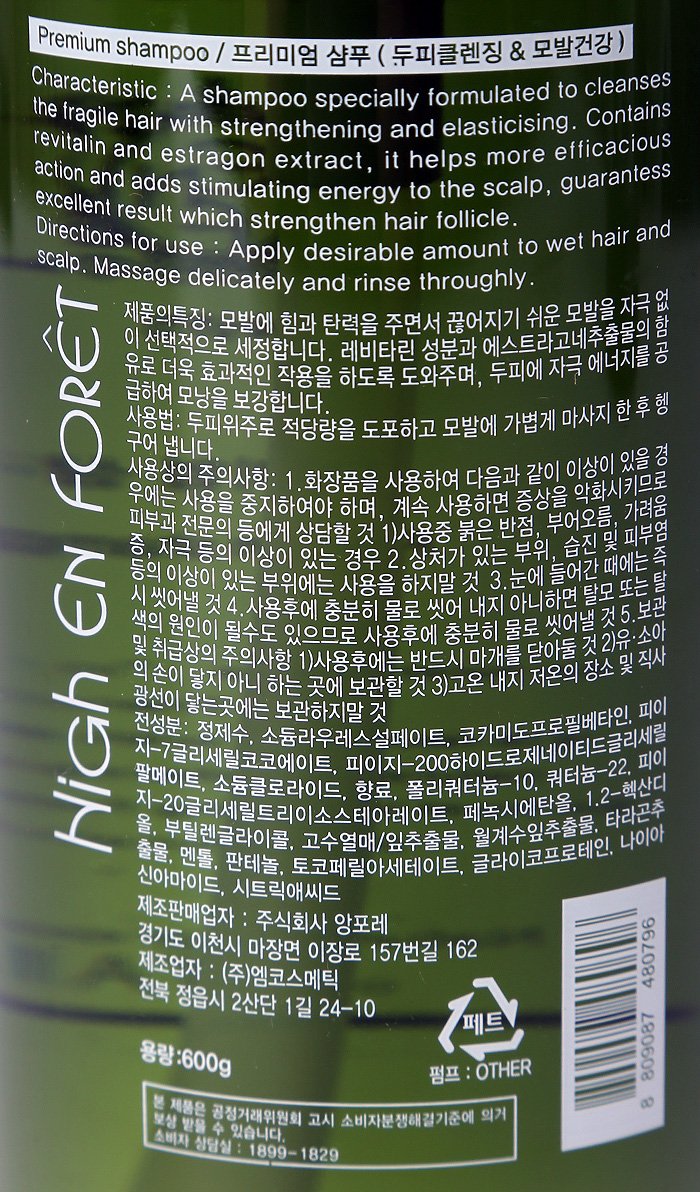 Premium shampoo / 프리미엄 샴푸 ( 두피클렌징 & 모발건강 )
Characteristic : A shampoo specially formulated to cleanses
the fragile hair with strengthening and elasticising. Contains
revitalin and estragon extract, it helps more efficacious
action and adds stimulating energy to the scalp, guarantess
excellent result which strengthen hair follicle.
Directions for use : Apply desirable amount to wet hair and
scalp. Massage delicately and rinse throughly.
HiGH EN FORÊT
제품의특징: 모발에 힘과 탄력을 주면서 끊어지기 쉬운 모발을 자극 없
이 선택적으로 세정합니다. 레비타린 성분과 에스트라고네추출물의 함
유로 더욱 효과적인 작용을 하도록 도와주며, 두피에 자극 에너지를 공
급하여 모낭을 보강합니다.
사용법: 두피위주로 적당량을 도포하고 모발에 가볍게 마사지 한 후 헹
구어 냅니다.
사용상의 주의사항: 1.화장품을 사용하여 다음과 같이 이상이 있을 경
우에는 사용을 중지하여야 하며, 계속 사용하면 증상을 악화시키므로
피부과 전문의 등에게 상담할 것 1)사용중 붉은 반점, 부어오름, 가려움
증, 자극 등의 이상이 있는 경우 2.상처가 있는 부위, 습진 및 피부염
등의 이상이 있는 부위에는 사용을 하지말 것 3.눈에 들어간 때에는 즉
시 씻어낼 것 4.사용후에 충분히 물로 씻어 내지 아니하면 탈모 또는 탈
색의 원인이 될수도 있으므로 사용후에 충분히 물로 씻어낼 것 5.보관
및 취급상의 주의사항 1)사용후에는 반드시 마개를 닫아둘 것 2)유·소아
의 손이 닿지 아니 하는 곳에 보관할 것 3)고온 내지 저온의 장소 및 직사
광선이 닿는곳에는 보관하지말 것
전성분: 정제수, 소듐라우레스설페이트, 코카미도프로필베타인, 피이
지-7글리세릴코코에이트, 피이지-200하이드로제네이티드글리세릴
팔메이트, 소듐클로라이드, 향료, 폴리쿼터늄-10, 쿼터늄-22, 피이
지-20글리세릴트리이소스테아레이트, 페녹시에탄올, 1.2-헥산디
올, 부틸렌글라이콜, 고수열매/잎추출물, 월계수잎추출물, 타라곤추
출물, 멘톨, 판테놀, 토코페릴아세테이트, 글라이코프로테인, 나이아
신아마이드, 시트릭애씨드
제조판매업자 : 주식회사 앙포레
경기도 이천시 마장면 이장로 157번길 162
제조업자 : (주)엠코스메틱
전북 정읍시 2산단 1길 24-10
페트
펌프 : OTHER
용량:600g
본 제품은 공정거래위원회 고시 소비자분쟁해결기준에 의거
보상 받을 수 있습니다.
소비자 상담실 : 1899-1829
8 809087 480796